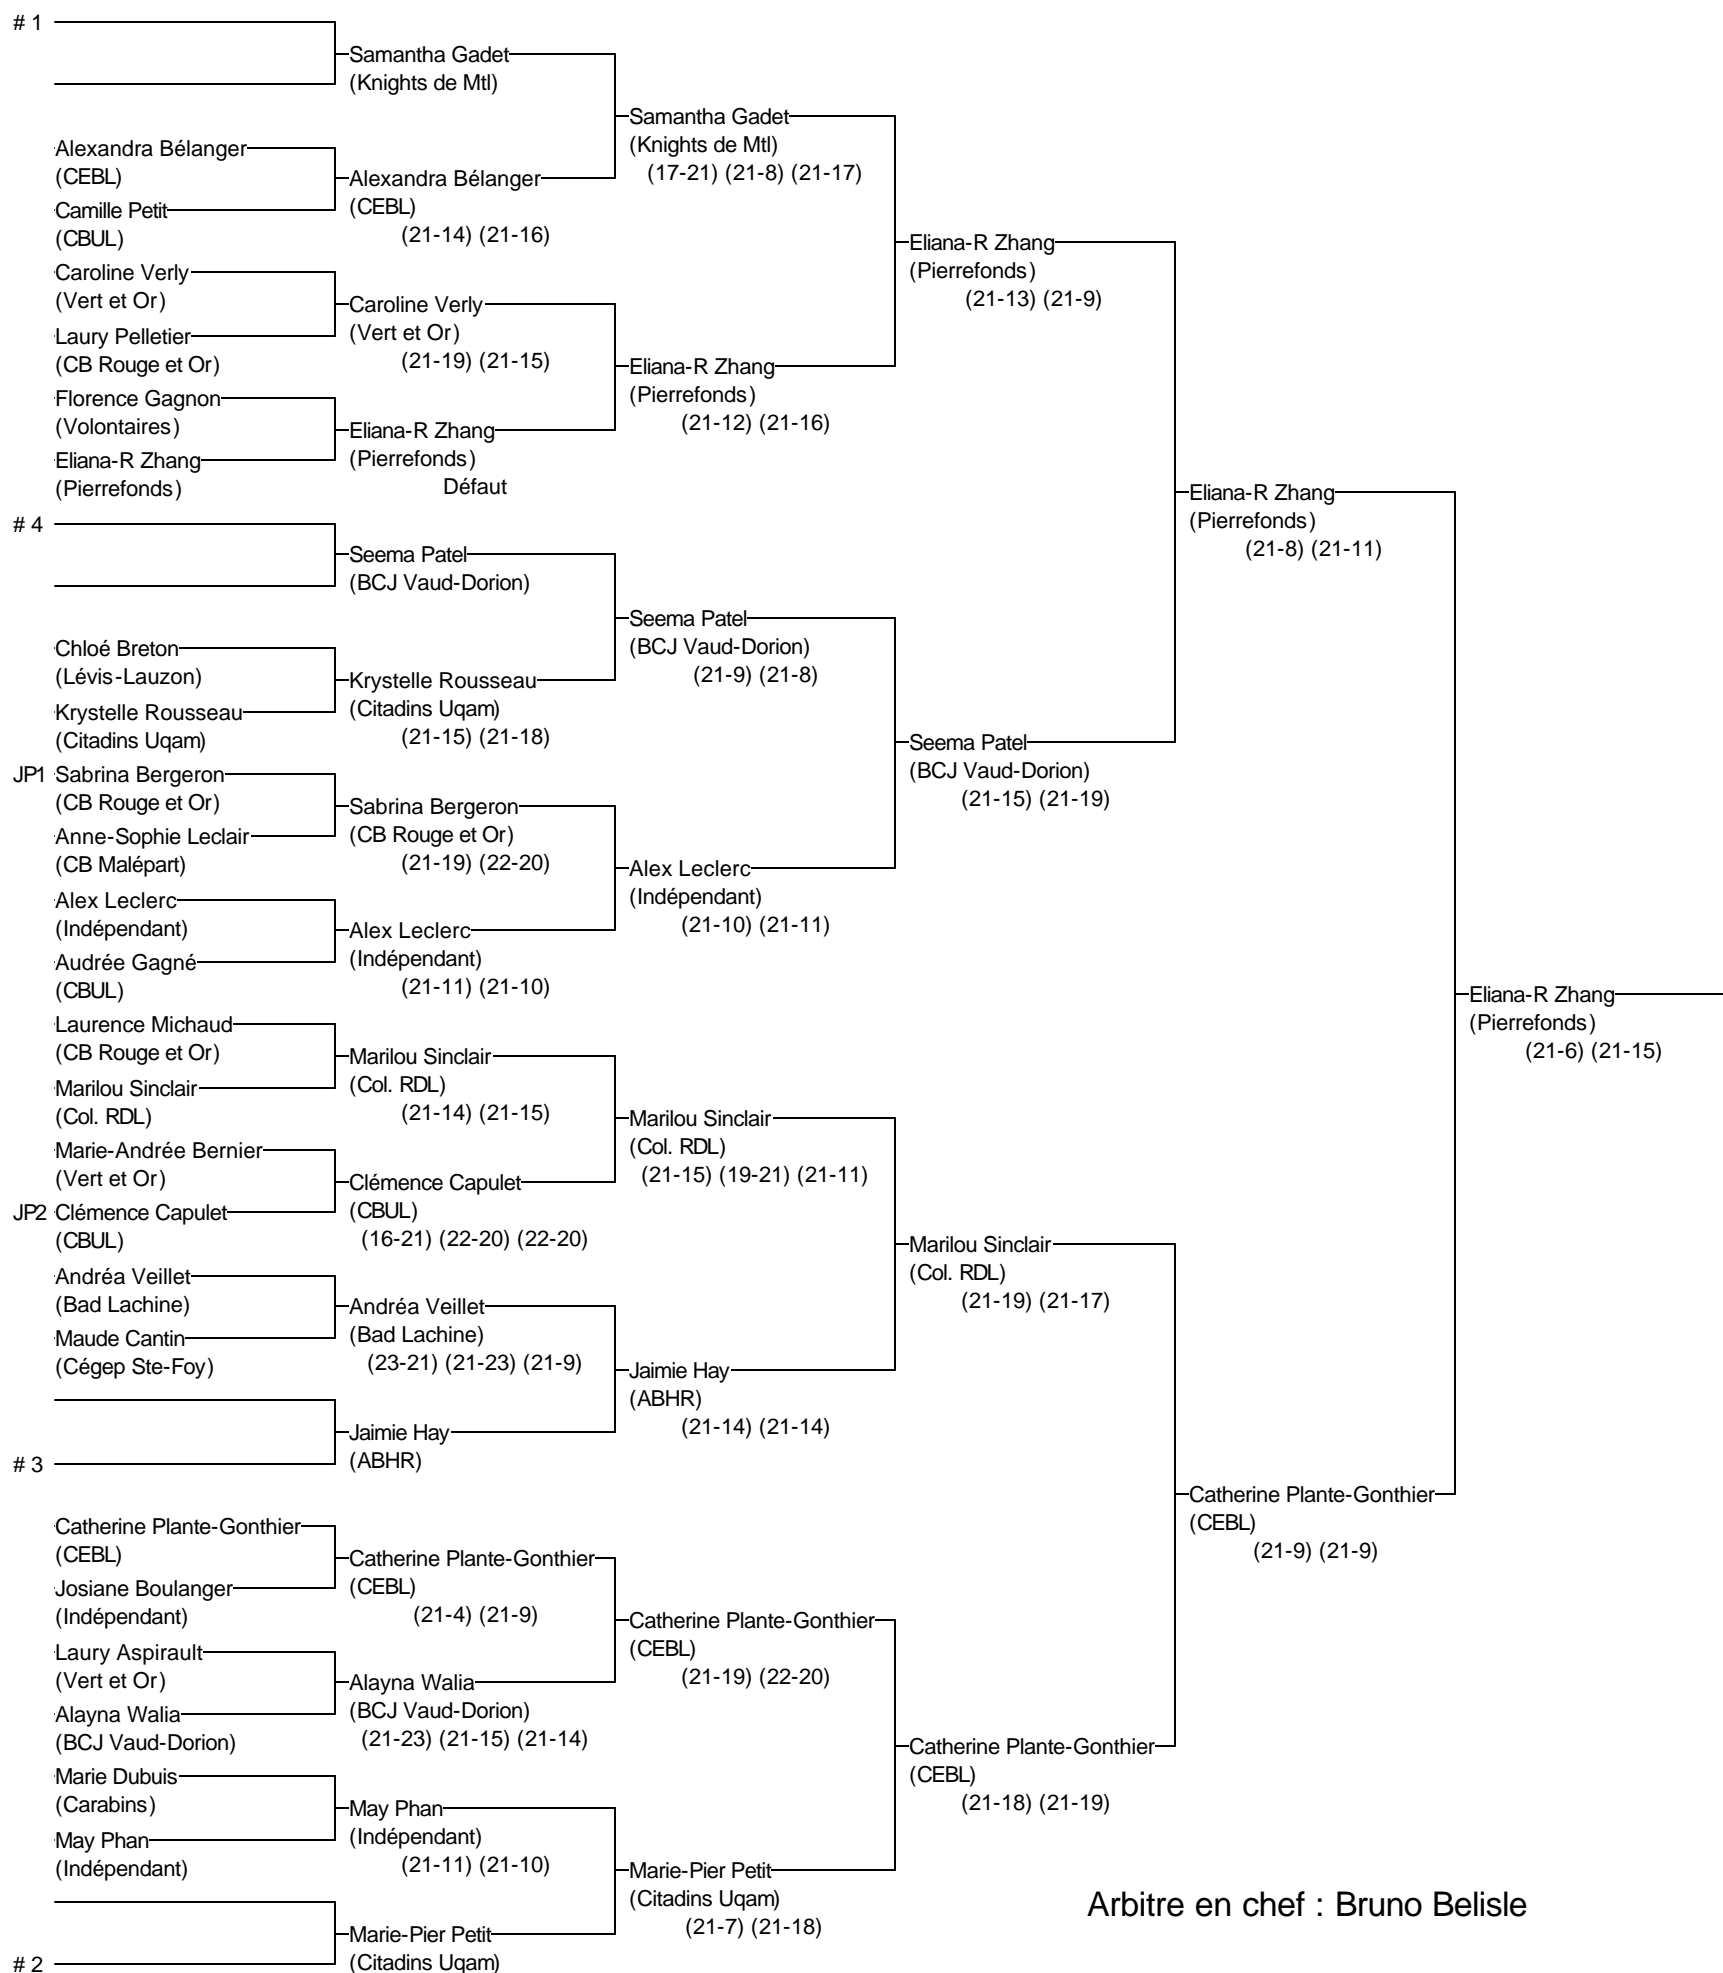 # 1
Samantha Gadet
(Knights de Mtl)
Samantha Gadet
(Knights de Mtl)
(17-21) (21-8) (21-17)
Alexandra Bélanger
(CEBL)
Alexandra Bélanger
(CEBL)
(21-14) (21-16)
Camille Petit
(CBUL)
Eliana-R Zhang
(Pierrefonds)
(21-13) (21-9)
Caroline Verly
(Vert et Or)
Caroline Verly
(Vert et Or)
(21-19) (21-15)
Laury Pelletier
(CB Rouge et Or)
Eliana-R Zhang
(Pierrefonds)
(21-12) (21-16)
Florence Gagnon
(Volontaires)
Eliana-R Zhang
(Pierrefonds)
Défaut
Eliana-R Zhang
(Pierrefonds)
Eliana-R Zhang
(Pierrefonds)
(21-8) (21-11)
# 4
Seema Patel
(BCJ Vaud-Dorion)
Seema Patel
(BCJ Vaud-Dorion)
(21-9) (21-8)
Chloé Breton
(Lévis-Lauzon)
Krystelle Rousseau
(Citadins Uqam)
(21-15) (21-18)
Krystelle Rousseau
(Citadins Uqam)
Seema Patel
(BCJ Vaud-Dorion)
(21-15) (21-19)
JP1 Sabrina Bergeron
(CB Rouge et Or)
Sabrina Bergeron
(CB Rouge et Or)
(21-19) (22-20)
Anne-Sophie Leclair
(CB Malépart)
Alex Leclerc
(Indépendant)
(21-10) (21-11)
Alex Leclerc
(Indépendant)
Alex Leclerc
(Indépendant)
(21-11) (21-10)
Audrée Gagné
(CBUL)
Eliana-R Zhang
(Pierrefonds)
(21-6) (21-15)
Laurence Michaud
(CB Rouge et Or)
Marilou Sinclair
(Col. RDL)
(21-14) (21-15)
Marilou Sinclair
(Col. RDL)
Marilou Sinclair
(Col. RDL)
(21-15) (19-21) (21-11)
Marie-Andrée Bernier
(Vert et Or)
Clémence Capulet
(CBUL)
(16-21) (22-20) (22-20)
JP2 Clémence Capulet
(CBUL)
Marilou Sinclair
(Col. RDL)
(21-19) (21-17)
Andréa Veillet
(Bad Lachine)
Andréa Veillet
(Bad Lachine)
(23-21) (21-23) (21-9)
Maude Cantin
(Cégep Ste-Foy)
Jaimie Hay
(ABHR)
(21-14) (21-14)
Jaimie Hay
(ABHR)
# 3
Catherine Plante-Gonthier
(CEBL)
(21-9) (21-9)
Catherine Plante-Gonthier
(CEBL)
Catherine Plante-Gonthier
(CEBL)
(21-4) (21-9)
Josiane Boulanger
(Indépendant)
Catherine Plante-Gonthier
(CEBL)
(21-19) (22-20)
Laury Aspirault
(Vert et Or)
Alayna Walia
(BCJ Vaud-Dorion)
(21-23) (21-15) (21-14)
Alayna Walia
(BCJ Vaud-Dorion)
Catherine Plante-Gonthier
(CEBL)
(21-18) (21-19)
Marie Dubuis
(Carabins)
May Phan
(Indépendant)
(21-11) (21-10)
May Phan
(Indépendant)
Marie-Pier Petit
(Citadins Uqam)
(21-7) (21-18)
Arbitre en chef : Bruno Belisle
Marie-Pier Petit
(Citadins Uqam)
# 2